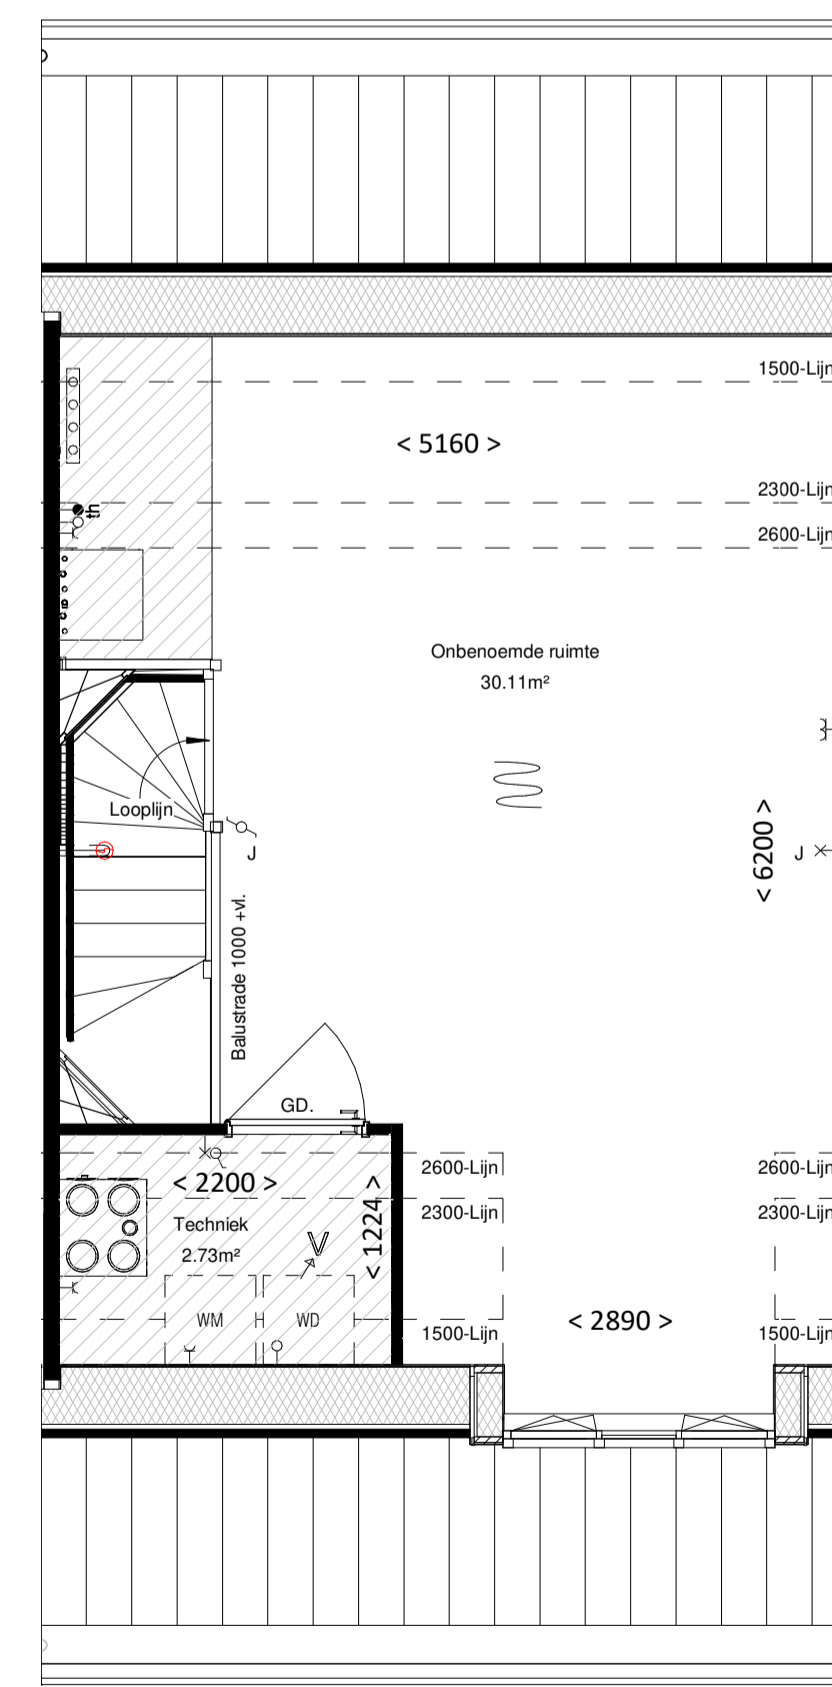 1500-Lijn
< 5160 >
2300-Lijn
th
2600-Lijn
Onbenoemde ruimte
30.11m²
Looplijn
J
< 6200 >
J
Balustrade 1000 +vl.
GD.
2600-Lijn
2600-Lijn
< 2200 >
2300-Lijn
2300-Lijn
Techniek
< 1224 >
2.73m²
V
WM
WD
< 2890 >
1500-Lijn
1500-Lijn